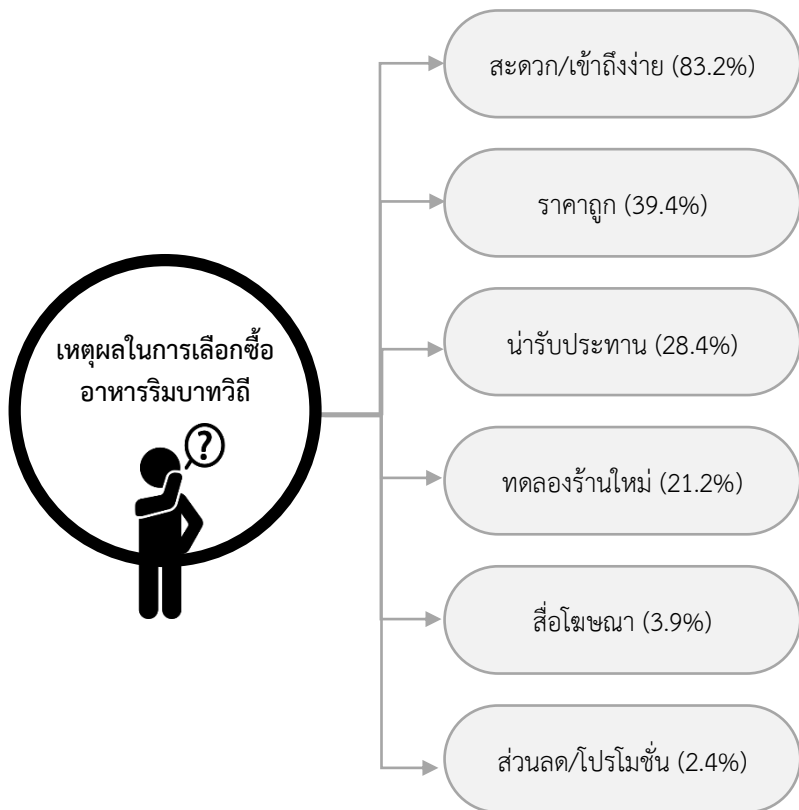 เหตุผลในการเลือกซื้อ
อาหารริมบาทวิถี
?
สะดวก/เข้าถึงง่าย (83.2%)
ราคาถูก (39.4%)
น่ารับประทาน (28.4%)
ทดลองร้านใหม่ (21.2%)
สื่อโฆษณา (3.9%)
ส่วนลด/โปรโมชั่น (2.4%)